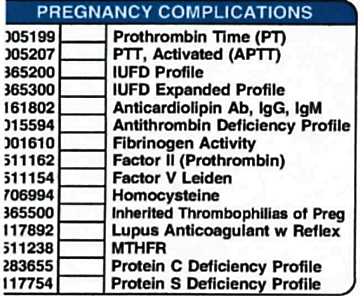 PREGNANCY COMPLICATIONS
005199 Prothrombin Time (PT)
005207 PTT, Activated (APTT)
365200 IUFD Profile
365300 IUFD Expanded Profile
161802 Anticardiolipin Ab, IgG, IgM
015594 Antithrombin Deficiency Profile
001610 Fibrinogen Activity
511162 Factor II (Prothrombin)
511154 Factor V Leiden
706994 Homocysteine
365500 Inherited Thrombophilias of Preg
117892 Lupus Anticoagulant w Reflex
511238 MTHFR
283655 Protein C Deficiency Profile
117754 Protein S Deficiency Profile